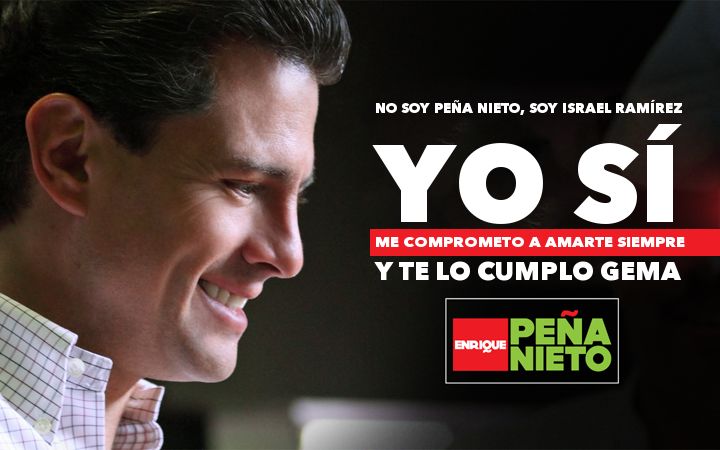 NO SOY PEÑA NIETO, SOY ISRAEL RAMÍREZ
YO SÍ
ME COMPROMETO A AMARTE SIEMPRE
Y TE LO CUMPLO GEMA
ENRIQUE
PEÑA
NIETO